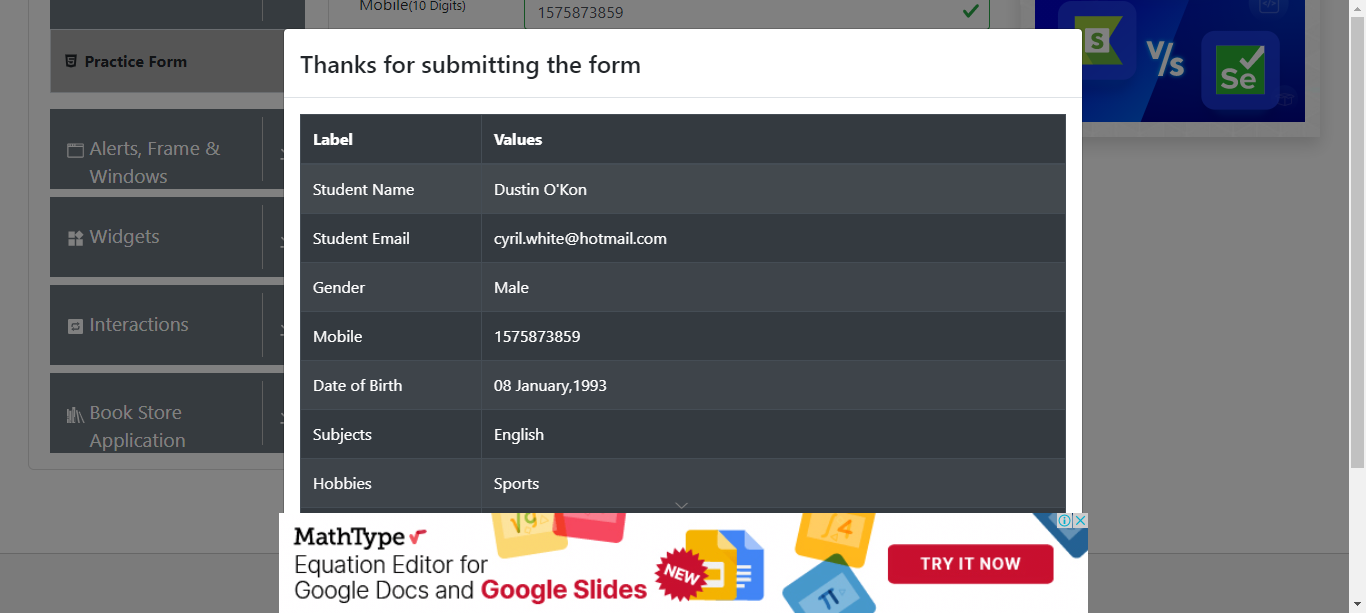 Mobile(10 Digits)
1575873859
Practice Form
S
V/s
Se
Thanks for submitting the form
Alerts, Frame &
Windows
Widgets
Interactions
Book Store
Application
Label Values
Student Name Dustin O'Kon
Student Email cyril.white@hotmail.com
Gender Male
Mobile 1575873859
Date of Birth 08 January,1993
Subjects English
Hobbies Sports
MathType
Equation Editor for
Google Docs and Google Slides
NEW
√9
∫4
π
TRY IT NOW